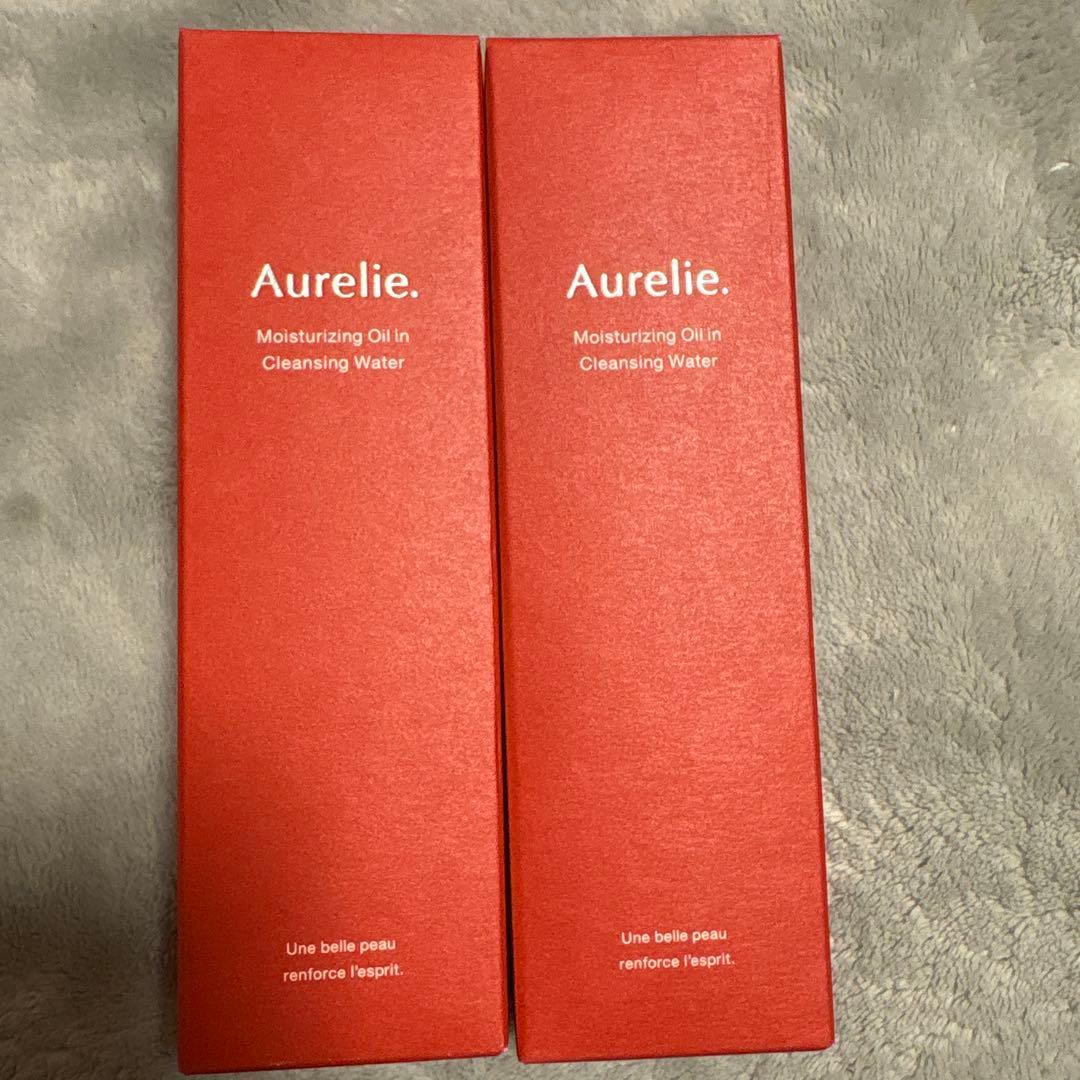 Aurelie.
Moisturizing Oil in
Cleansing Water
Une belle peau
renforce l'esprit.
Aurelie.
Moisturizing Oil in
Cleansing Water
Une belle peau
renforce l'esprit.